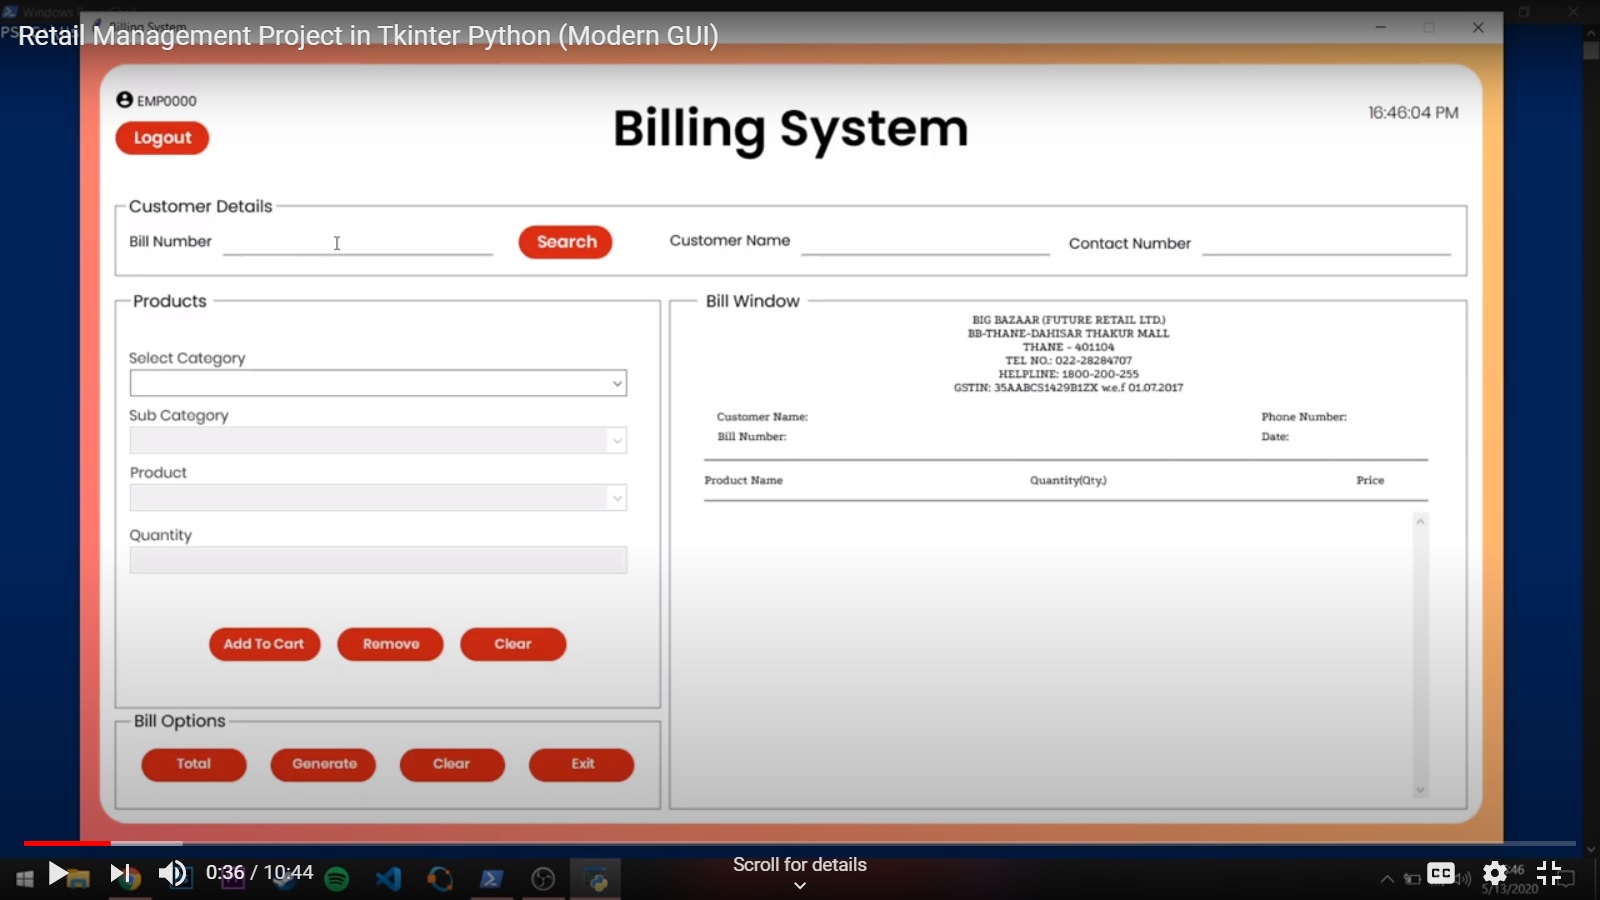 Retail Management Project in Tkinter Python (Modern GUI)
Billing System
EMP0000
Logout
Billing System
16:46:04 PM
Customer Details
Bill Number
Search
Customer Name
Contact Number
Products
Select Category
Sub Category
Product
Quantity
Add To Cart
Remove
Clear
Bill Options
Total
Generate
Clear
Exit
Bill Window
BIG BAZAAR (FUTURE RETAIL LTD.)
BB-THANE-DAHISAR THAKUR MALL
THANE - 401104
TEL NO.: 022-28284707
HELPLINE: 1800-200-255
GSTIN: 35AABCS1429B1ZX w.e.f 01.07.2017
Customer Name:
Phone Number:
Bill Number:
Date:
Product Name
Quantity(Qty.)
Price
0:36 / 10:44
Scroll for details
CC
5/13/2020